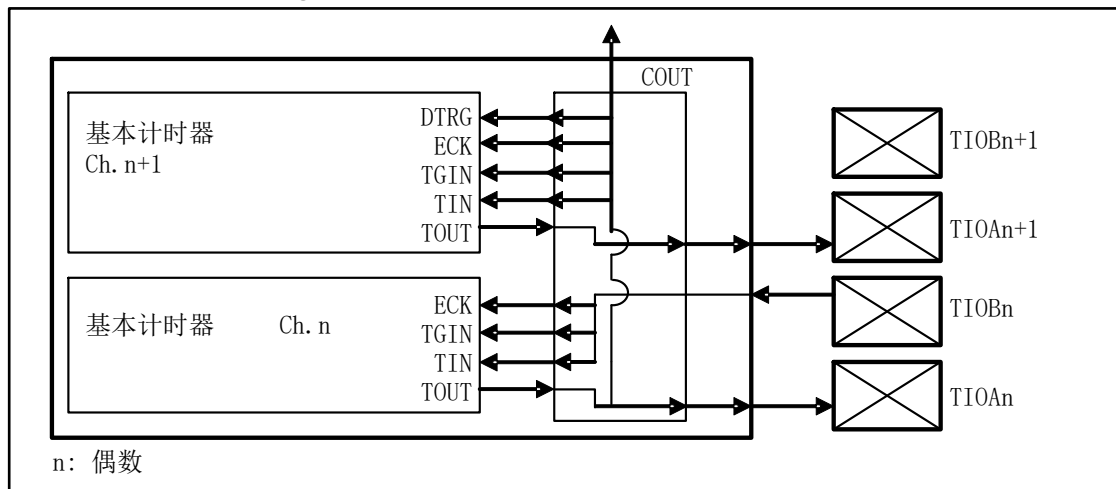 COUT
基本计时器
Ch. n+1
DTRG
ECK
TGIN
TIN
TOUT
基本计时器 Ch. n
ECK
TGIN
TIN
TOUT
TIOBn+1
TIOAn+1
TIOBn
TIOAn
n: 偶数